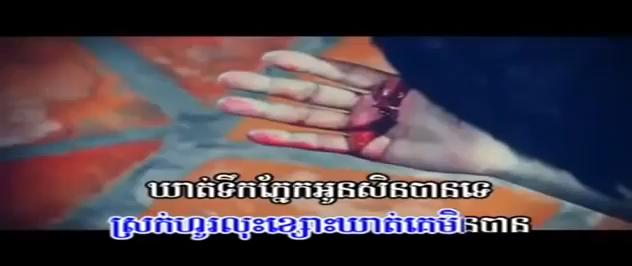 ឃាត់ទឹកភ្នែកអូនសិនបានទេ
ស្រក់ហូរលុះខ្សោះឃាត់គេមិនបាន